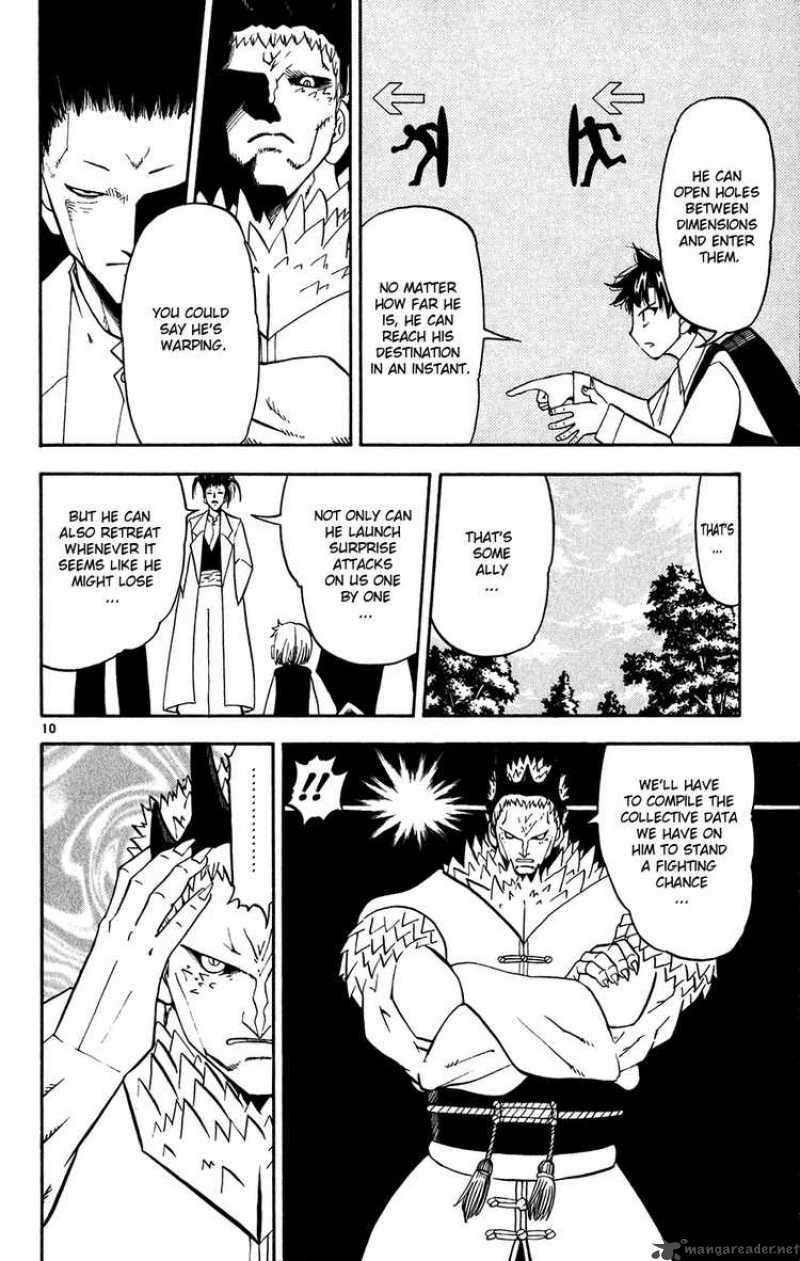 HE CAN
OPEN HOLES
BETWEEN
DIMENSIONS
AND ENTER
THEM.
NO MATTER
HOW FAR HE
IS, HE CAN
REACH HIS
DESTINATION
IN AN INSTANT.
YOU COULD
SAY HE'S
WARPING.
THAT'S
...
THAT'S
SOME
ALLY
...
NOT ONLY CAN
HE LAUNCH
SURPRISE
ATTACKS
ON US ONE
BY ONE
...
BUT HE CAN
ALSO RETREAT
WHENEVER IT
SEEMS LIKE HE
MIGHT LOSE
...
10
WE'LL HAVE
TO COMPILE THE
COLLECTIVE DATA
WE HAVE ON
HIM TO STAND
A FIGHTING
CHANCE
...
!!
..........
mangareader.net